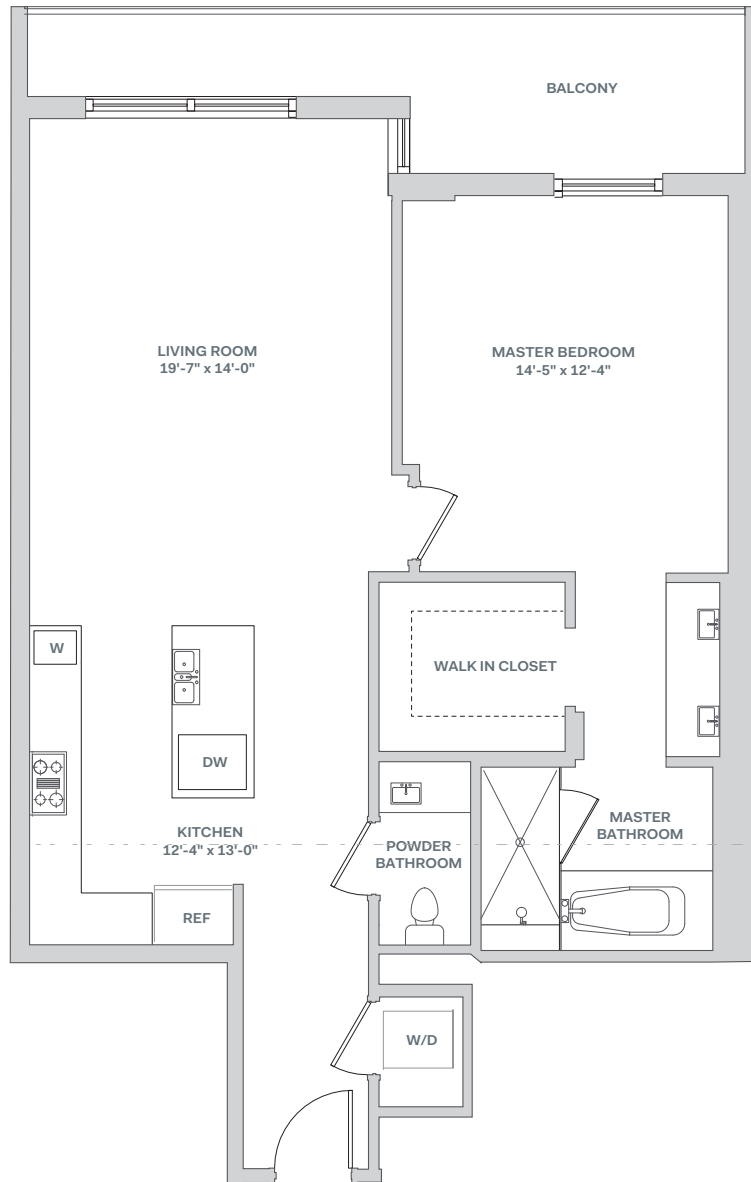 BALCONY
LIVING ROOM
19'-7" x 14'-0"
MASTER BEDROOM
14'-5" x 12'-4"
W
WALK IN CLOSET
DW
KITCHEN
12'-4" x 13'-0"
MASTER
BATHROOM
POWDER
BATHROOM
REF
W/D